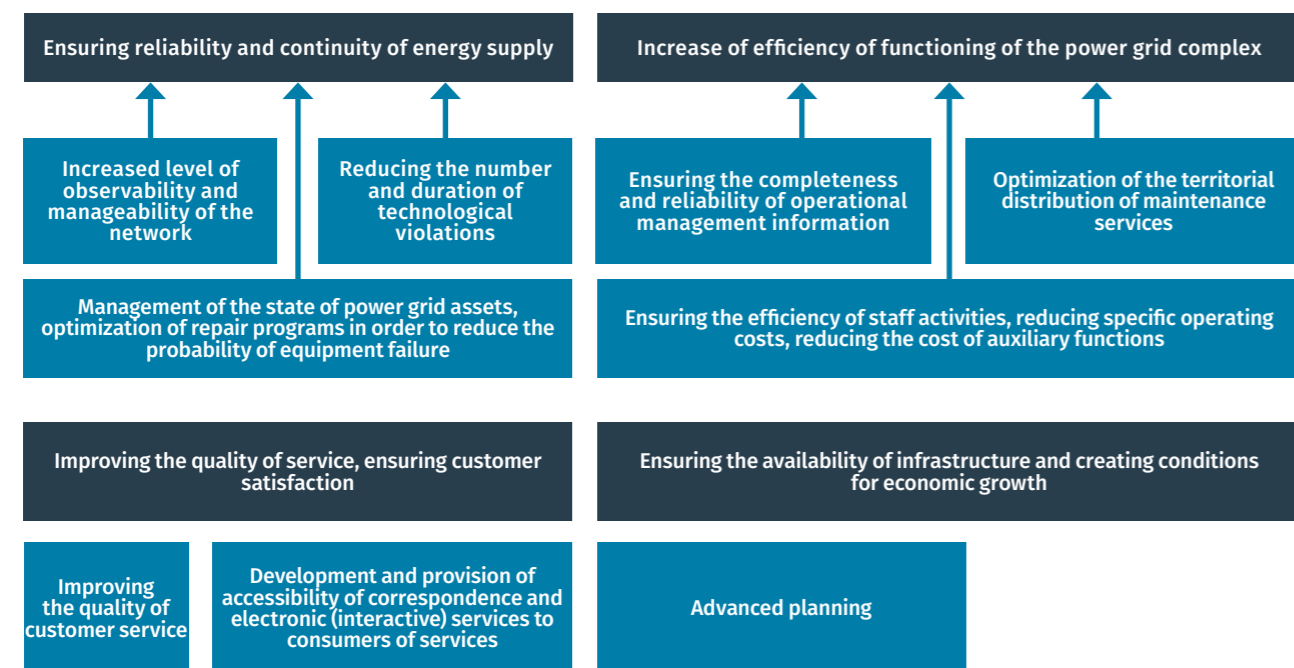 Ensuring reliability and continuity of energy supply
Increase of efficiency of functioning of the power grid complex
Increased level of
observability and
manageability of the
network
Reducing the number
and duration of
technological
violations
Ensuring the completeness
and reliability of operational
management information
Optimization of the territorial
distribution of maintenance
services
Management of the state of power grid assets,
optimization of repair programs in order to reduce the
probability of equipment failure
Ensuring the efficiency of staff activities, reducing specific operating
costs, reducing the cost of auxiliary functions
Improving the quality of service, ensuring customer
satisfaction
Ensuring the availability of infrastructure and creating conditions
for economic growth
Improving
the quality of
customer service
Development and provision of
accessibility of correspondence and
electronic (interactive) services to
consumers of services
Advanced planning